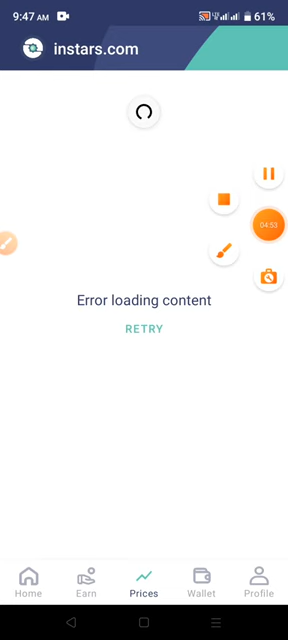 9:47 AM 61%
instars.com
04:53
Error loading content
RETRY
Home Earn Prices Wallet Profile